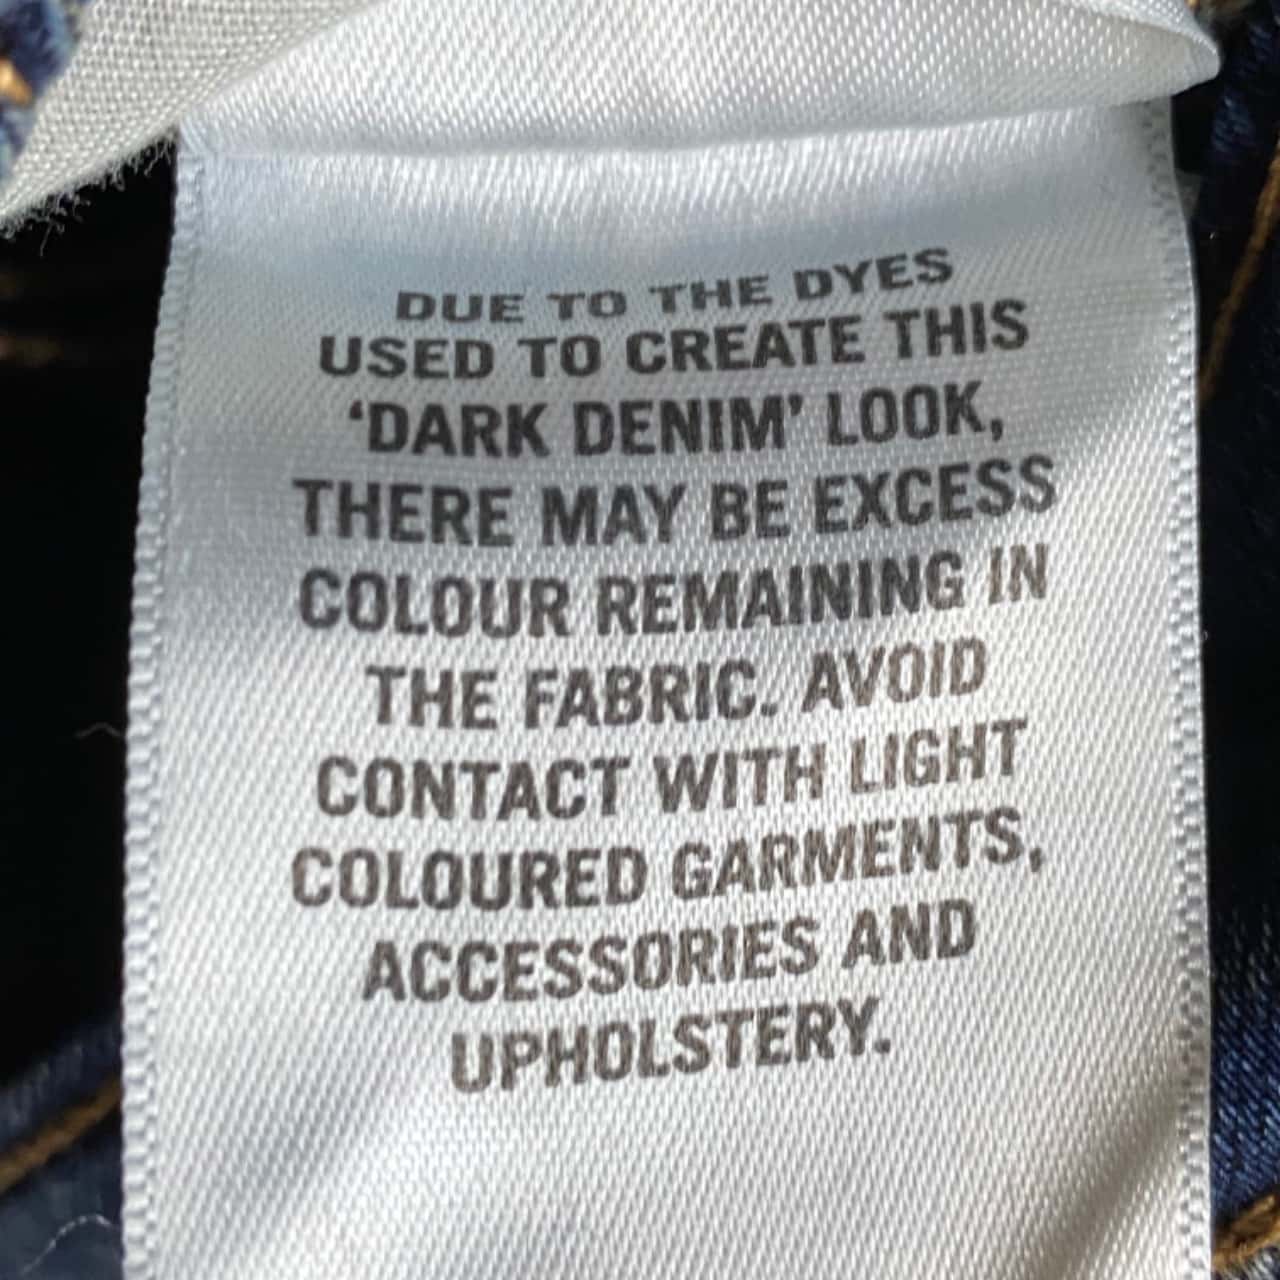 DUE TO THE DYES
USED TO CREATE THIS
‘DARK DENIM’ LOOK,
THERE MAY BE EXCESS
COLOUR REMAINING IN
THE FABRIC. AVOID
CONTACT WITH LIGHT
COLOURED GARMENTS,
ACCESSORIES AND
UPHOLSTERY.